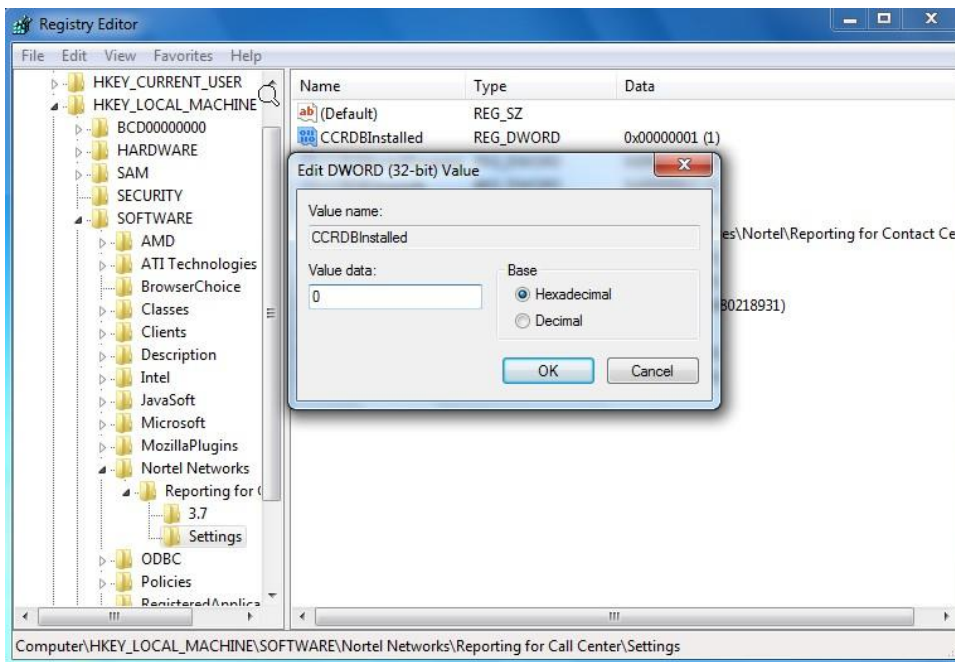 Registry Editor
File Edit View Favorites Help
HKEY_CURRENT_USER
HKEY_LOCAL_MACHINE
BCD00000000
HARDWARE
SAM
SECURITY
SOFTWARE
AMD
ATI Technologies
BrowserChoice
Classes
Clients
Description
Intel
JavaSoft
Microsoft
MozillaPlugins
Nortel Networks
Reporting for
3.7
Settings
ODBC
Policies
Name Type Data
(Default) REG_SZ
CCRDBInstalled REG_DWORD 0x00000001 (1)
es\Nortel\Reporting for Contact Ce
80218931)
Edit DWORD (32-bit) Value
Value name:
CCRDBInstalled
Value data:
0
Base
Hexadecimal
Decimal
OK Cancel
Computer\HKEY_LOCAL_MACHINE\SOFTWARE\Nortel Networks\Reporting for Call Center\Settings